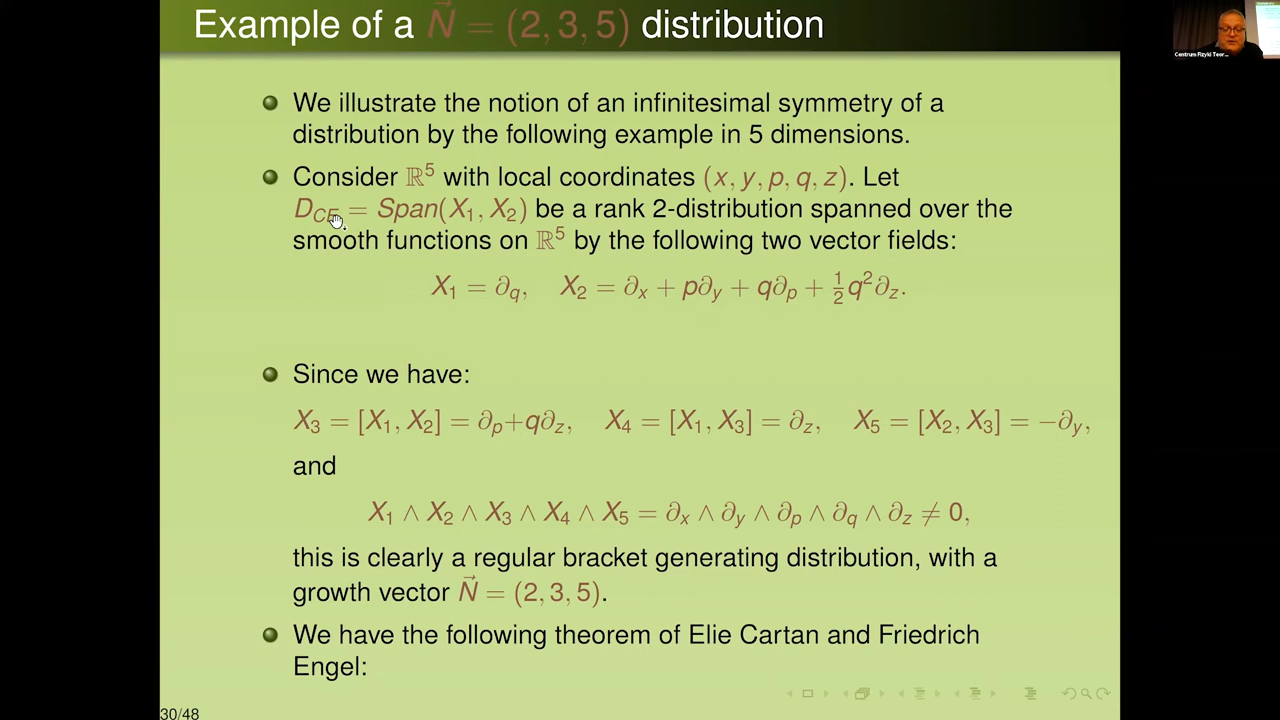 Example of a N⃗ = (2, 3, 5) distribution
Centrum Fizyki Teor...
We illustrate the notion of an infinitesimal symmetry of a
distribution by the following example in 5 dimensions.
Consider ℝ⁵ with local coordinates (x, y, p, q, z). Let
D_CE = Span(X₁, X₂) be a rank 2-distribution spanned over the
smooth functions on ℝ⁵ by the following two vector fields:
X₁ = ∂_q, X₂ = ∂_x + p∂_y + q∂_p + ½q²∂_z.
Since we have:
X₃ = [X₁, X₂] = ∂_p+q∂_z, X₄ = [X₁, X₃] = ∂_z, X₅ = [X₂, X₃] = −∂_y,
and
X₁ ∧ X₂ ∧ X₃ ∧ X₄ ∧ X₅ = ∂_x ∧ ∂_y ∧ ∂_p ∧ ∂_q ∧ ∂_z ≠ 0,
this is clearly a regular bracket generating distribution, with a
growth vector N⃗ = (2, 3, 5).
We have the following theorem of Elie Cartan and Friedrich
Engel:
30/48